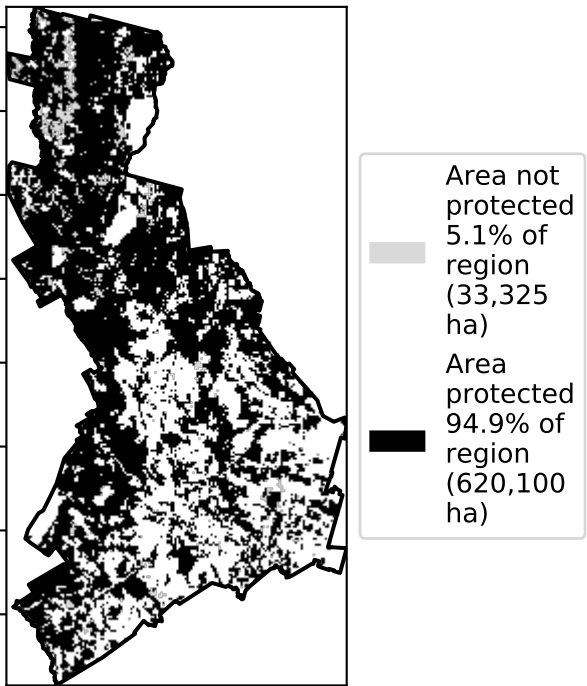 Area not
protected
5.1% of
region
(33,325
ha)
Area
protected
94.9% of
region
(620,100
ha)